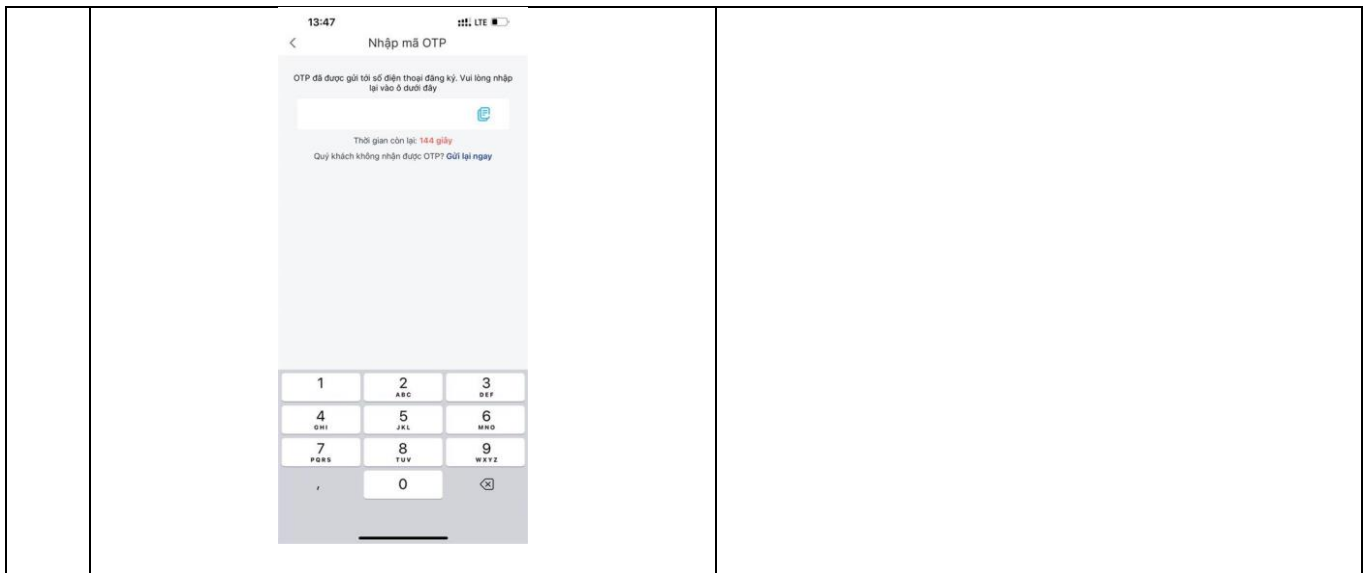 13:47 LTE
Nhập mã OTP
OTP đã được gửi tới số điện thoại đăng ký. Vui lòng nhập
lại vào ô dưới đây
Thời gian còn lại: 144 giây
Quý khách không nhận được OTP? Gửi lại ngay
1 2 3
ABC DEF
4 5 6
GHI JKL MNO
7 8 9
PQRS TUV WXYZ
, 0